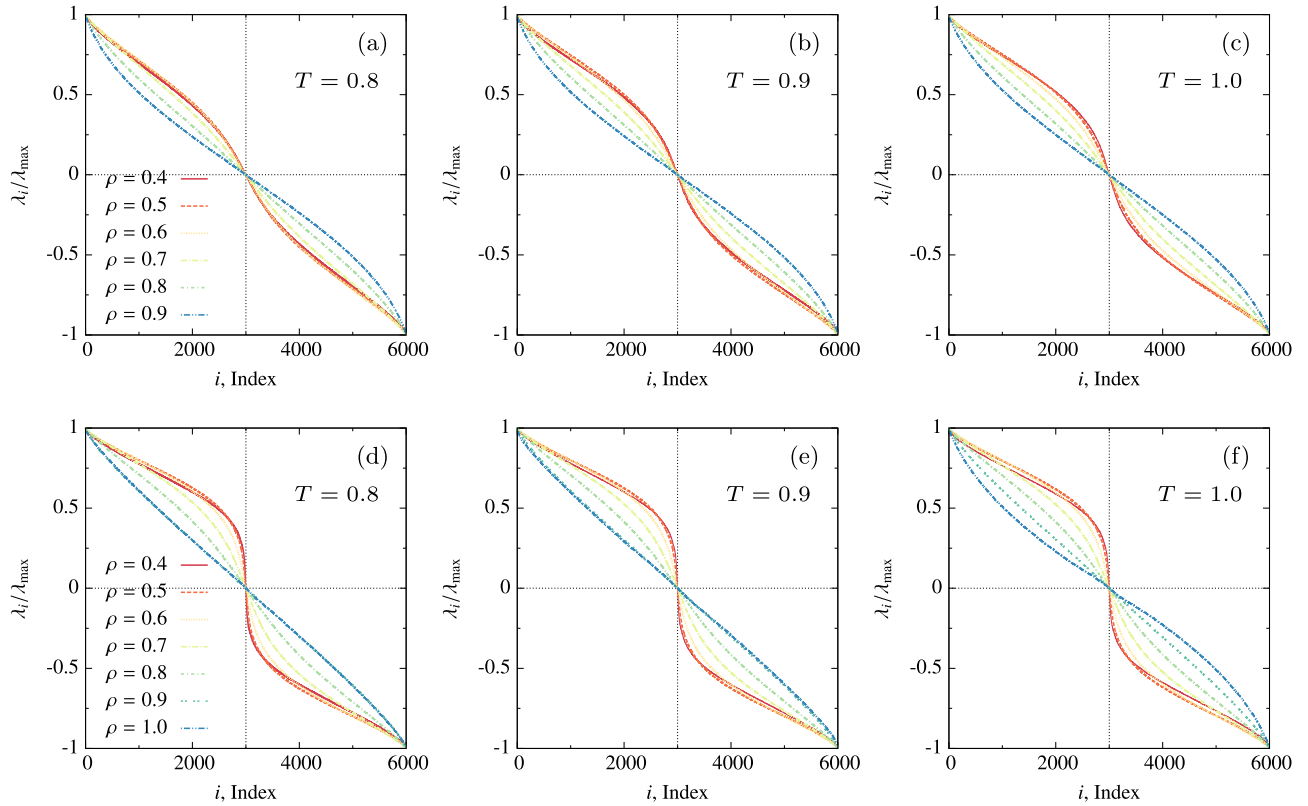 (a)
T = 0.8
1
0.5
0
-0.5
-1
λi/λmax
ρ = 0.4
ρ = 0.5
ρ = 0.6
ρ = 0.7
ρ = 0.8
ρ = 0.9
0 2000 4000 6000
i, Index
(b)
T = 0.9
1
0.5
0
-0.5
-1
λi/λmax
0 2000 4000 6000
i, Index
(c)
T = 1.0
1
0.5
0
-0.5
-1
λi/λmax
0 2000 4000 6000
i, Index
(d)
T = 0.8
1
0.5
0
-0.5
-1
λi/λmax
ρ = 0.4
ρ = 0.5
ρ = 0.6
ρ = 0.7
ρ = 0.8
ρ = 0.9
ρ = 1.0
0 2000 4000 6000
i, Index
(e)
T = 0.9
1
0.5
0
-0.5
-1
λi/λmax
0 2000 4000 6000
i, Index
(f)
T = 1.0
1
0.5
0
-0.5
-1
λi/λmax
0 2000 4000 6000
i, Index